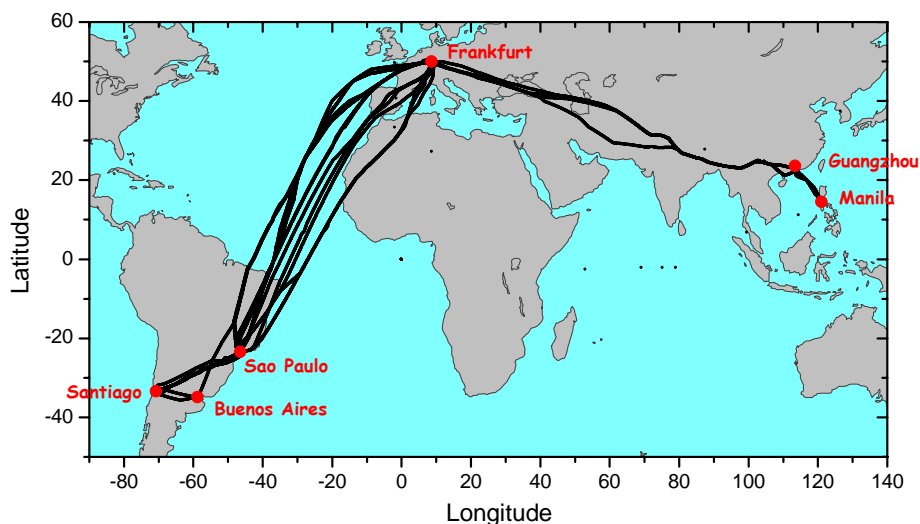 60
40
20
0
-20
-40
Latitude
Frankfurt
Guangzhou
Manila
Sao Paulo
Santiago
Buenos Aires
-80
-60
-40
-20
0
20
40
60
80
100
120
140
Longitude